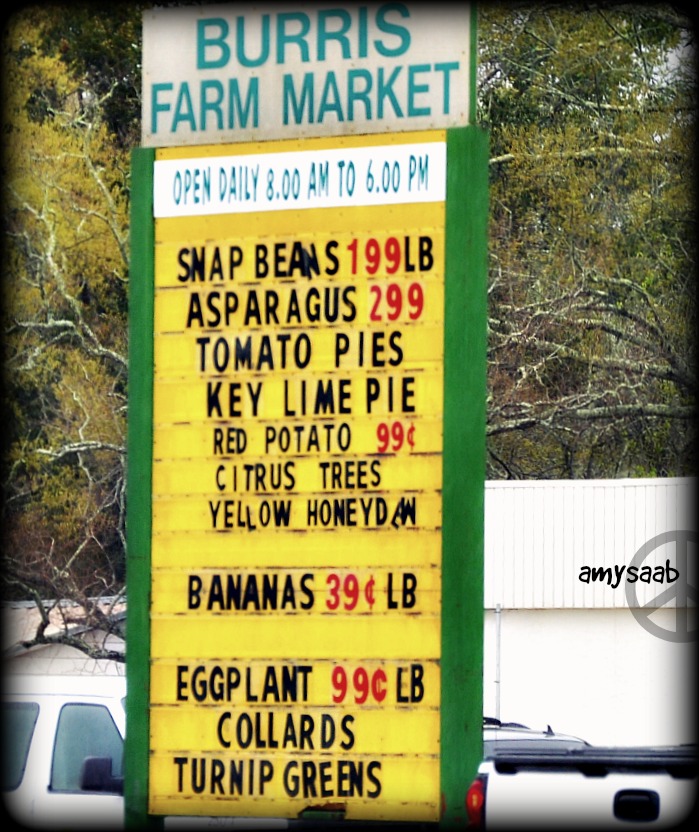 BURRIS
FARM MARKET
OPEN DAILY 8.00 AM TO 6.00 PM
SNAP BEANS 199LB
ASPARAGUS 299
TOMATO PIES
KEY LIME PIE
RED POTATO 99¢
CITRUS TREES
YELLOW HONEYDAW
BANANAS 39¢ LB
EGGPLANT 99¢ LB
COLLARDS
TURNIP GREENS
amysaab